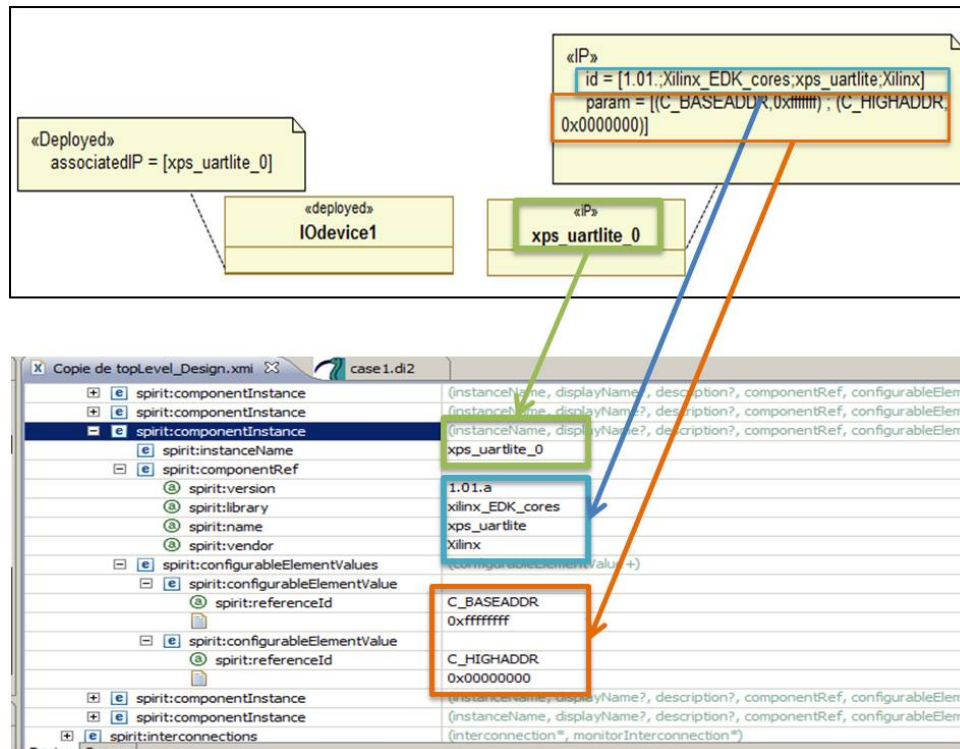 «IP»
id = [1.01.;Xilinx_EDK_cores;xps_uartlite;Xilinx]
param = [(C_BASEADDR,0xfffffff) ; (C_HIGHADDR,
0x0000000)]
«Deployed»
associatedIP = [xps_uartlite_0]
«deployed»
IOdevice1
«iP»
xps_uartlite_0
Copie de topLevel_Design.xmi
case1.di2
spirit:componentInstance (instanceName, displayName?, description?, componentRef, configurableElem
spirit:componentInstance (instanceName, displayName?, description?, componentRef, configurableElem
spirit:componentInstance (instanceName, displayName?, description?, componentRef, configurableElem
spirit:instanceName xps_uartlite_0
spirit:componentRef
spirit:version 1.01.a
spirit:library xilinx_EDK_cores
spirit:name xps_uartlite
spirit:vendor Xilinx
spirit:configurableElementValues (configurableElementValue+)
spirit:configurableElementValue
spirit:referenceId C_BASEADDR
0xffffffff
spirit:configurableElementValue
spirit:referenceId C_HIGHADDR
0x00000000
spirit:componentInstance (instanceName, displayName?, description?, componentRef, configurableElem
spirit:componentInstance (instanceName, displayName?, description?, componentRef, configurableElem
spirit:interconnections (interconnection*, monitorInterconnection*)